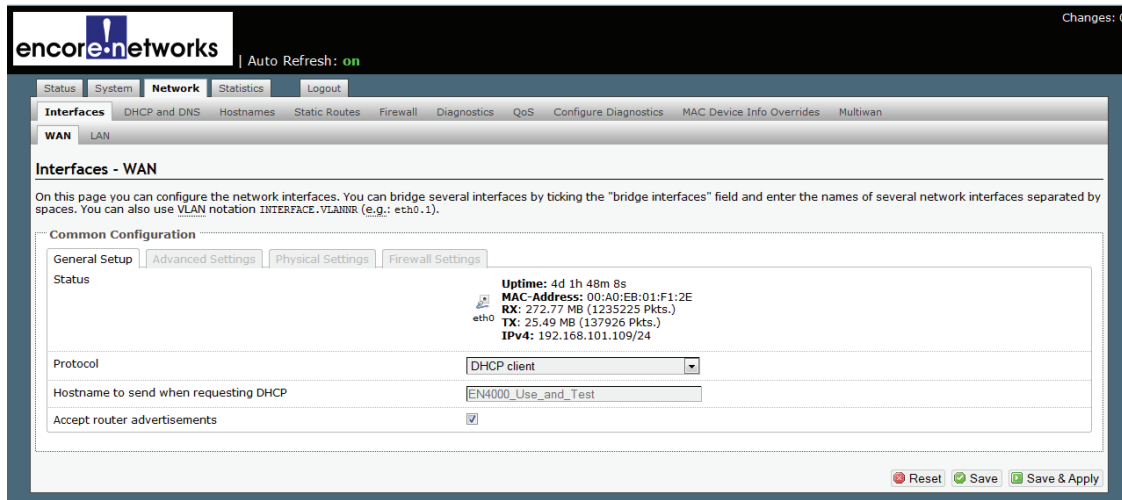 Changes: 0
encore!networks
| Auto Refresh: on
Status System Network Statistics Logout
Interfaces DHCP and DNS Hostnames Static Routes Firewall Diagnostics QoS Configure Diagnostics MAC Device Info Overrides Multiwan
WAN LAN
Interfaces - WAN
On this page you can configure the network interfaces. You can bridge several interfaces by ticking the "bridge interfaces" field and enter the names of several network interfaces separated by
spaces. You can also use VLAN notation INTERFACE.VLANNR (e.g.: eth0.1).
Common Configuration
General Setup Advanced Settings Physical Settings Firewall Settings
Status
Uptime: 4d 1h 48m 8s
MAC-Address: 00:A0:EB:01:F1:2E
RX: 272.77 MB (1235225 Pkts.)
eth0 TX: 25.49 MB (137926 Pkts.)
IPv4: 192.168.101.109/24
Protocol DHCP client
Hostname to send when requesting DHCP EN4000_Use_and_Test
Accept router advertisements
Reset Save Save & Apply